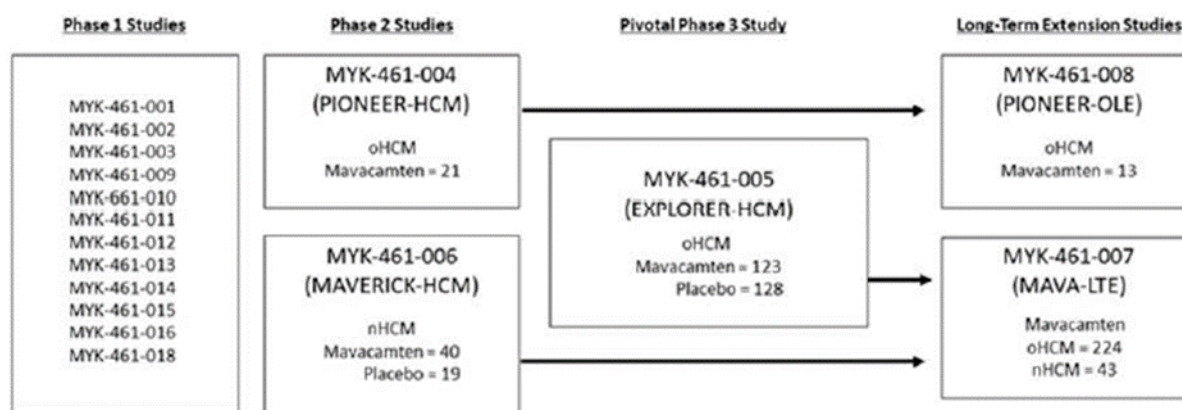 Phase 1 Studies
MYK-461-001
MYK-461-002
MYK-461-003
MYK-461-009
MYK-661-010
MYK-461-011
MYK-461-012
MYK-461-013
MYK-461-014
MYK-461-015
MYK-461-016
MYK-461-018
Phase 2 Studies
MYK-461-004
(PIONEER-HCM)
oHCM
Mavacamten = 21
MYK-461-006
(MAVERICK-HCM)
nHCM
Mavacamten = 40
Placebo = 19
Pivotal Phase 3 Study
MYK-461-005
(EXPLORER-HCM)
oHCM
Mavacamten = 123
Placebo = 128
Long-Term Extension Studies
MYK-461-008
(PIONEER-OLE)
oHCM
Mavacamten = 13
MYK-461-007
(MAVA-LTE)
Mavacamten
oHCM = 224
nHCM = 43